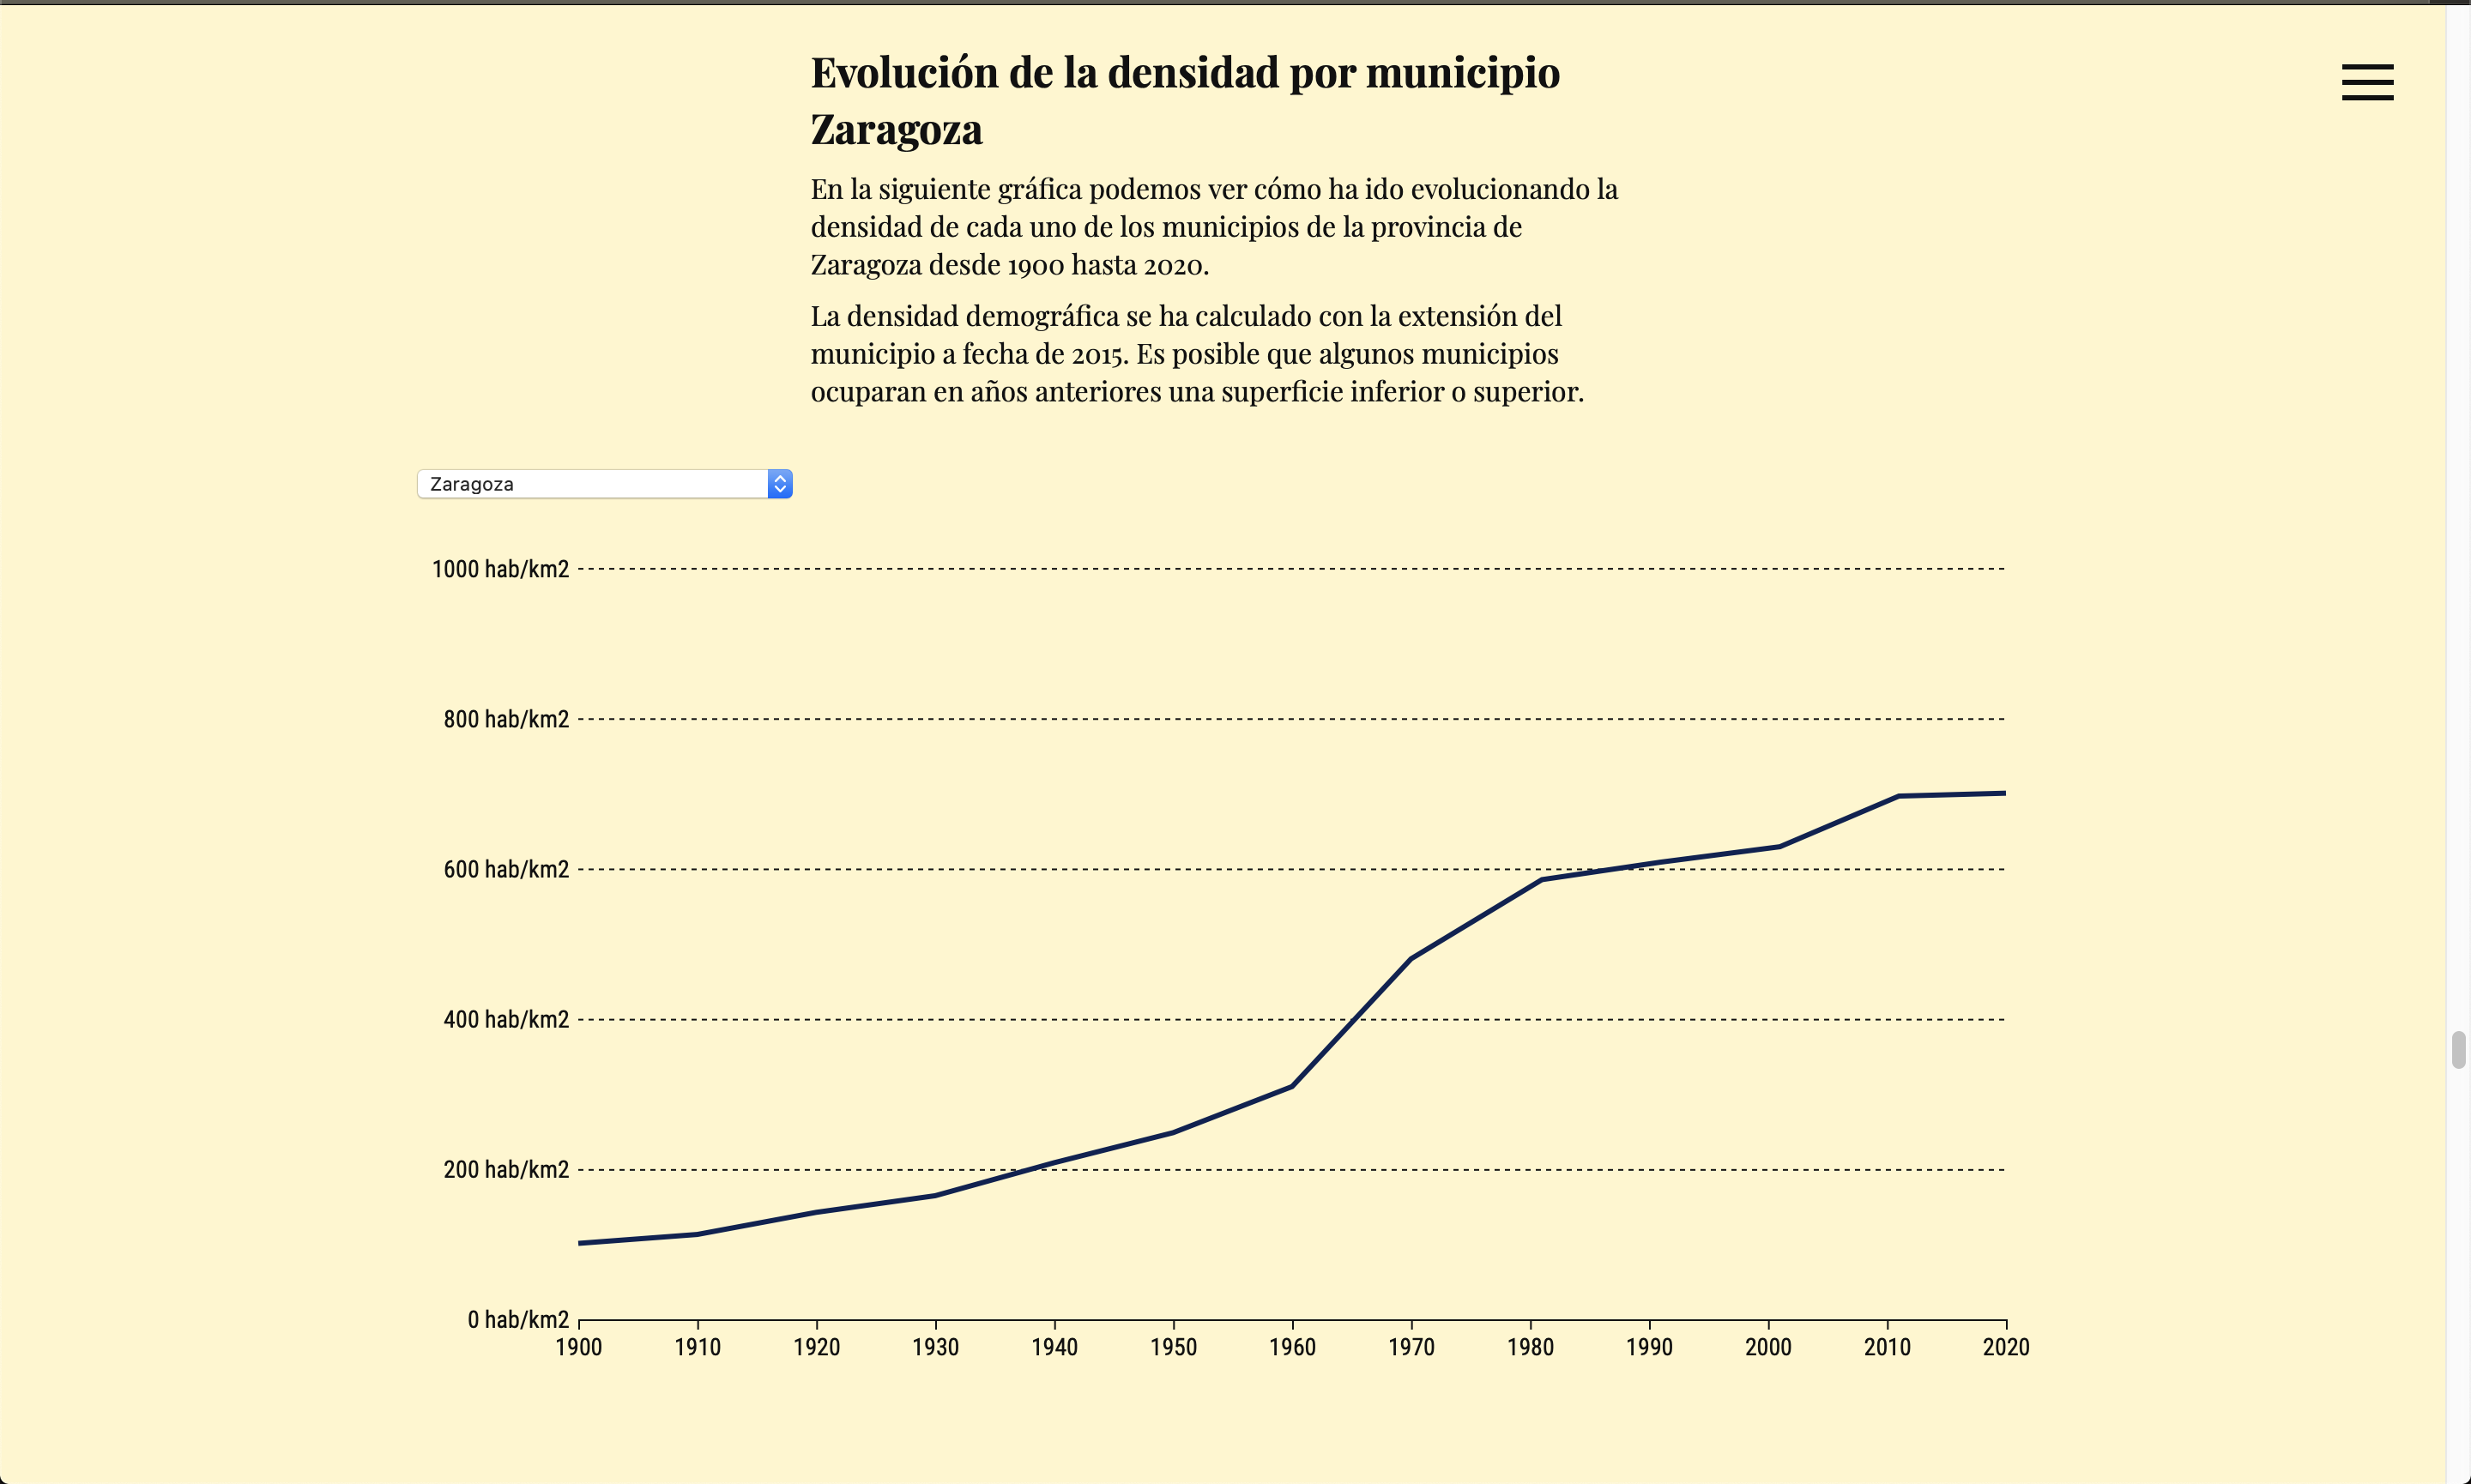 Evolución de la densidad por municipio
Zaragoza
En la siguiente gráfica podemos ver cómo ha ido evolucionando la
densidad de cada uno de los municipios de la provincia de
Zaragoza desde 1900 hasta 2020.
La densidad demográfica se ha calculado con la extensión del
municipio a fecha de 2015. Es posible que algunos municipios
ocuparan en años anteriores una superficie inferior o superior.
Zaragoza
1000 hab/km2
800 hab/km2
600 hab/km2
400 hab/km2
200 hab/km2
0 hab/km2
1900 1910 1920 1930 1940 1950 1960 1970 1980 1990 2000 2010 2020